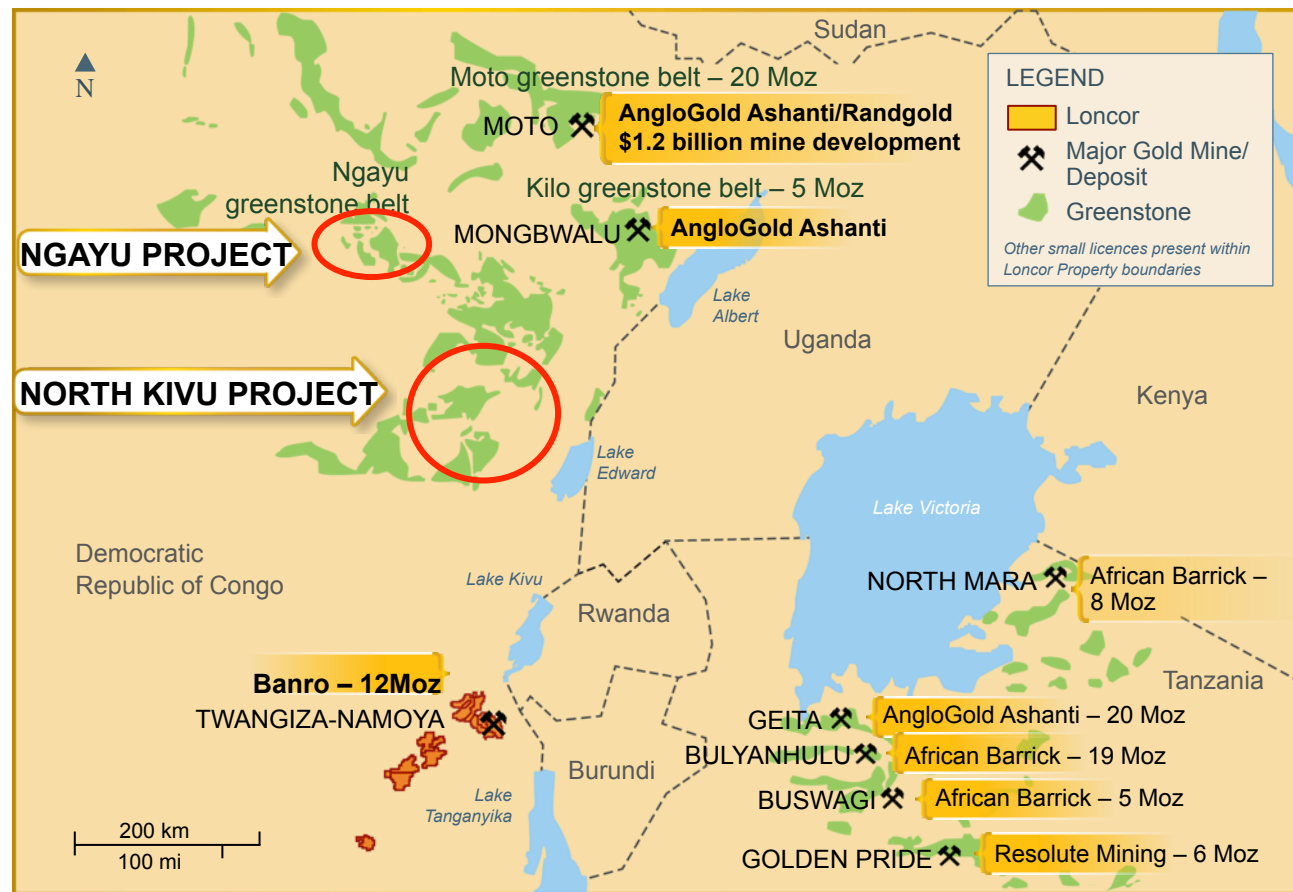 Sudan
N
LEGEND
Loncor
Major Gold Mine/
Deposit
Greenstone
Other small licences present within
Loncor Property boundaries
Moto greenstone belt – 20 Moz
MOTO
AngloGold Ashanti/Randgold
$1.2 billion mine development
Ngayu
greenstone belt
Kilo greenstone belt – 5 Moz
MONGBWALU
AngloGold Ashanti
NGAYU PROJECT
Lake
Albert
Uganda
NORTH KIVU PROJECT
Kenya
Lake
Edward
Lake Victoria
Democratic
Republic of Congo
Lake Kivu
NORTH MARA
African Barrick –
8 Moz
Rwanda
Banro – 12Moz
TWANGIZA-NAMOYA
Tanzania
GEITA
AngloGold Ashanti – 20 Moz
BULYANHULU
African Barrick – 19 Moz
Burundi
Lake
Tanganyika
BUSWAGI
African Barrick – 5 Moz
200 km
100 mi
GOLDEN PRIDE
Resolute Mining – 6 Moz